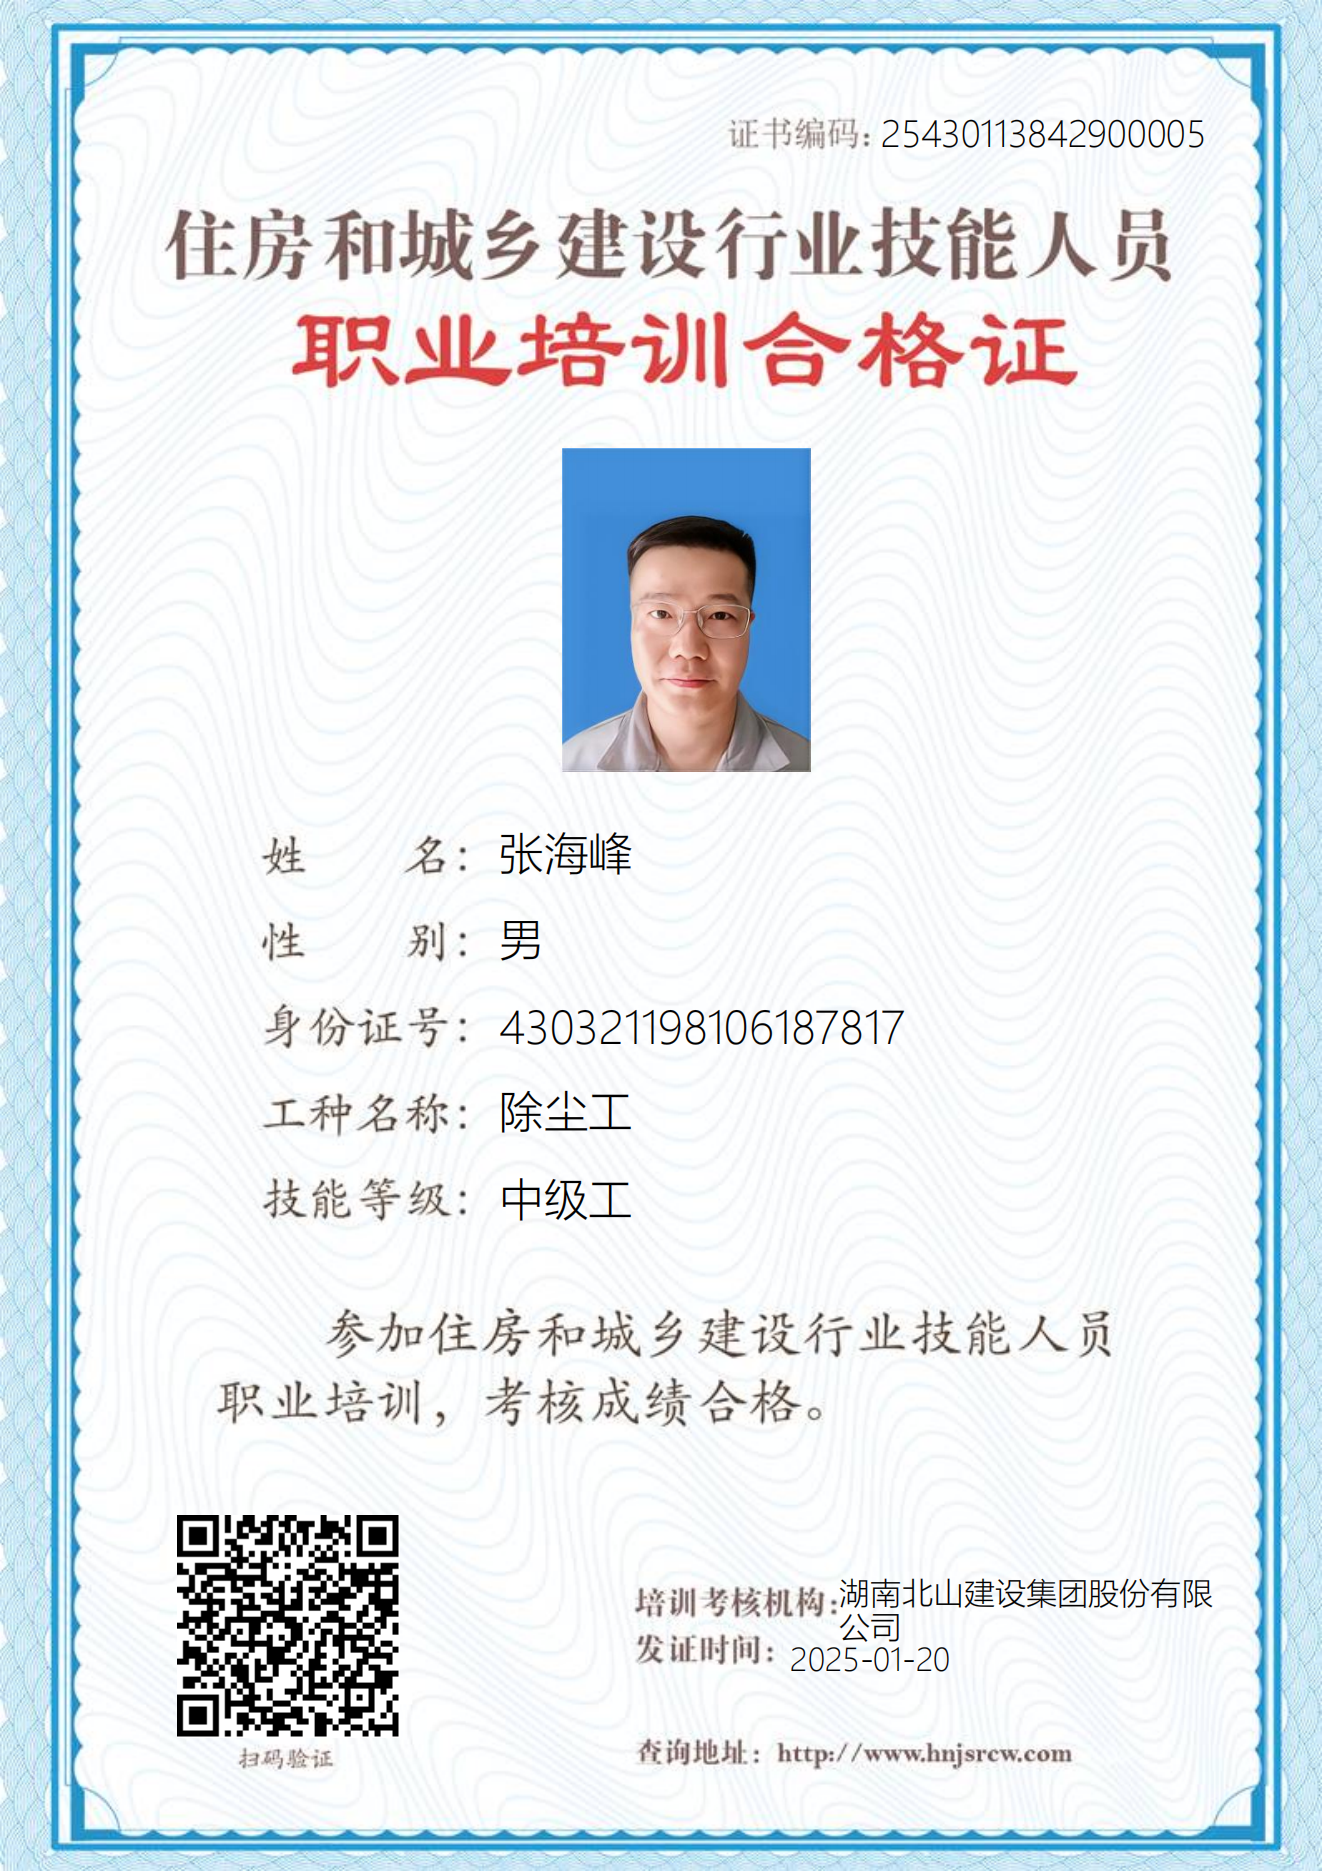 证书编码：25430113842900005
住房和城乡建设行业技能人员
职业培训合格证
姓名：张海峰
性别：男
身份证号：430321198106187817
工种名称：除尘工
技能等级：中级工
参加住房和城乡建设行业技能人员
职业培训，考核成绩合格。
培训考核机构：湖南北山建设集团股份有限
公司
发证时间：2025-01-20
扫码验证
查询地址：http://www.hnjsrcw.com